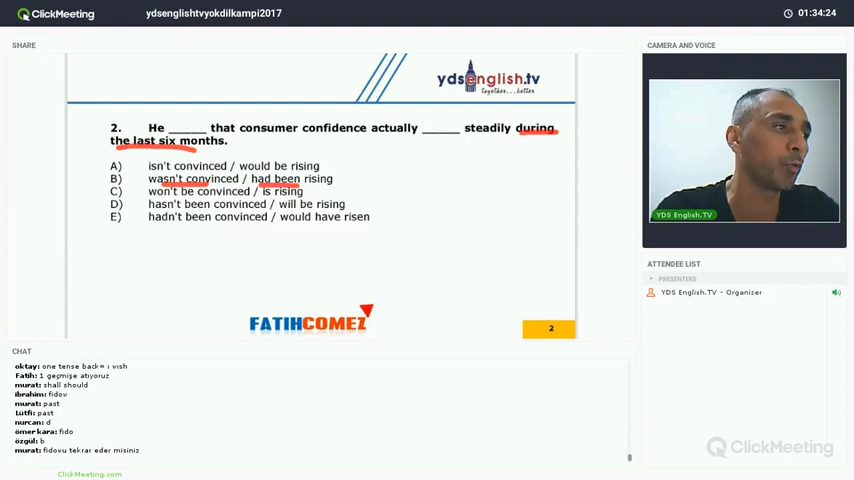 ClickMeeting
ydsenglishtvyokdilkampi2017
01:34:24
SHARE
ydsenglish.tv
together...better
2. He ______ that consumer confidence actually ______ steadily during
the last six months.
A) isn't convinced / would be rising
B) wasn't convinced / had been rising
C) won't be convinced / is rising
D) hasn't been convinced / will be rising
E) hadn't been convinced / would have risen
FATIHCOMEZ
2
CAMERA AND VOICE
YDS English.TV
ATTENDEE LIST
PRESENTERS
YDS English.TV - Organizer
CHAT
oktay: one tense back= ı vısh
Fatih: 1 geçmişe atıyoruz
murat: shall should
ibrahim: fidov
murat: past
Lütfi: past
nurcan: d
ömer kara: fido
özgül: b
murat: fidovu tekrar eder misiniz
ClickMeeting
ClickMeeting.com